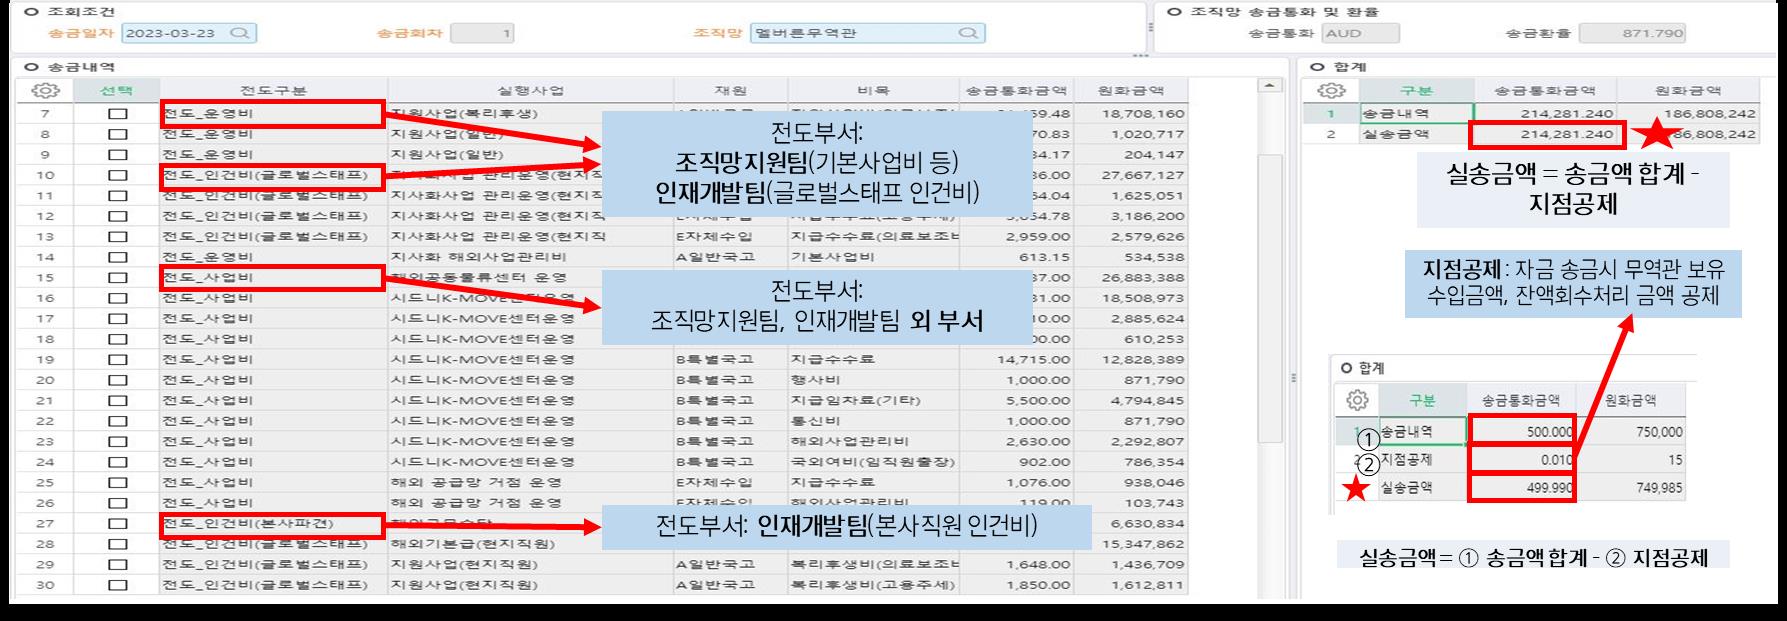 조회조건
송금일자 2023-03-23 송금회차 1 조직망 멜버른무역관
조직망 송금통화 및 환율
송금통화 AUD 송금환율 871.790
송금내역
선택 전도구분 실행사업 재원 비목 송금통화금액 원화금액
7 전도_운영비 지원사업(복리후생) 59.48 18,708,160
8 전도_운영비 지원사업(일반) 70.83 1,020,717
9 전도_운영비 지원사업(일반) 34.17 204,147
10 전도_인건비(글로벌스태프) 관리운영(현지직 36.00 27,667,127
11 전도_인건비(글로벌스태프) 지사화사업 관리운영(현지직 64.04 1,625,051
12 전도_인건비(글로벌스태프) 지사화사업 관리운영(현지직 E자체수입 지급수수료(고용주세) 3,654.78 3,186,200
13 전도_인건비(글로벌스태프) 지사화사업 관리운영(현지직 E자체수입 지급수수료(의료보조비 2,959.00 2,579,626
14 전도_운영비 지사화 해외사업관리비 A일반국고 기본사업비 613.15 534,538
15 전도_사업비 해외공동물류센터 운영 37.00 26,883,388
16 전도_사업비 시드니K-MOVE센터운영 31.00 18,508,973
17 전도_사업비 시드니K-MOVE센터운영 10.00 2,885,624
18 전도_사업비 시드니K-MOVE센터운영 00.00 610,253
19 전도_사업비 시드니K-MOVE센터운영 B특별국고 지급수수료 14,715.00 12,828,389
20 전도_사업비 시드니K-MOVE센터운영 B특별국고 행사비 1,000.00 871,790
21 전도_사업비 시드니K-MOVE센터운영 B특별국고 지급임차료(기타) 5,500.00 4,794,845
22 전도_사업비 시드니K-MOVE센터운영 B특별국고 통신비 1,000.00 871,790
23 전도_사업비 시드니K-MOVE센터운영 B특별국고 해외사업관리비 2,630.00 2,292,807
24 전도_사업비 시드니K-MOVE센터운영 B특별국고 국외여비(임직원출장) 902.00 786,354
25 전도_사업비 해외 공급망 거점 운영 E자체수입 지급수수료 1,076.00 938,046
26 전도_사업비 해외 공급망 거점 운영 E자체수입 해외사업관리비 119.00 103,743
27 전도_인건비(본사파견) 6,630,834
28 전도_인건비(글로벌스태프) 해외기본급(현지직원) 15,347,862
29 전도_인건비(글로벌스태프) 지원사업(현지직원) A일반국고 복리후생비(의료보조비 1,648.00 1,436,709
30 전도_인건비(글로벌스태프) 지원사업(현지직원) A일반국고 복리후생비(고용주세) 1,850.00 1,612,811
전도부서:
조직망지원팀(기본사업비 등)
인재개발팀(글로벌스태프 인건비)
전도부서:
조직망지원팀, 인재개발팀 외 부서
전도부서: 인재개발팀(본사직원 인건비)
합계
구분 송금통화금액 원화금액
1 송금내역 214,281.240 186,808,242
2 실송금액 214,281.240 86,808,242
실송금액 = 송금액 합계 -
지점공제
지점공제 : 자금 송금시 무역관 보유
수입금액, 잔액회수처리 금액 공제
합계
구분 송금통화금액 원화금액
1 ① 송금내역 500.000 750,000
2 ② 지점공제 0.010 15
실송금액 499.990 749,985
실송금액= ① 송금액 합계 - ② 지점공제